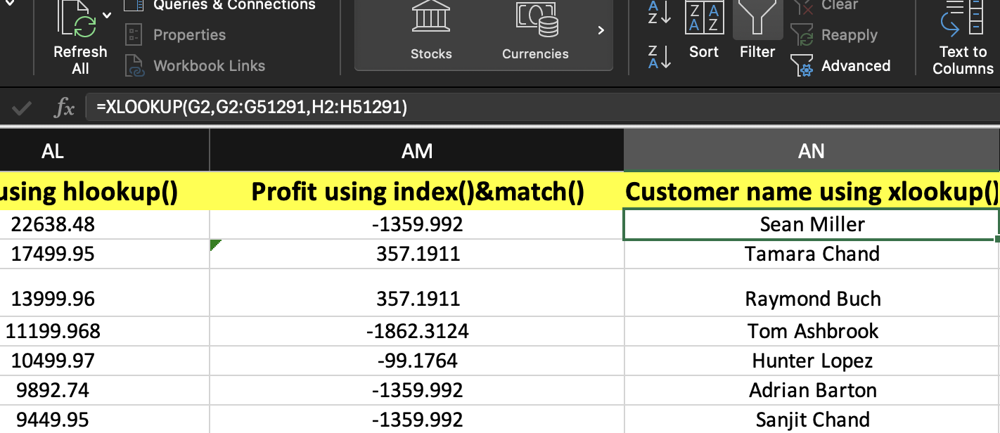 Queries & Connections
Clear
Properties
Reapply
Refresh All
Workbook Links
Stocks
Currencies
Sort
Filter
Advanced
Text to Columns
fx =XLOOKUP(G2,G2:G51291,H2:H51291)
AL AM AN
using hlookup() Profit using index()&match() Customer name using xlookup()
22638.48 -1359.992 Sean Miller
17499.95 357.1911 Tamara Chand
13999.96 357.1911 Raymond Buch
11199.968 -1862.3124 Tom Ashbrook
10499.97 -99.1764 Hunter Lopez
9892.74 -1359.992 Adrian Barton
9449.95 -1359.992 Sanjit Chand